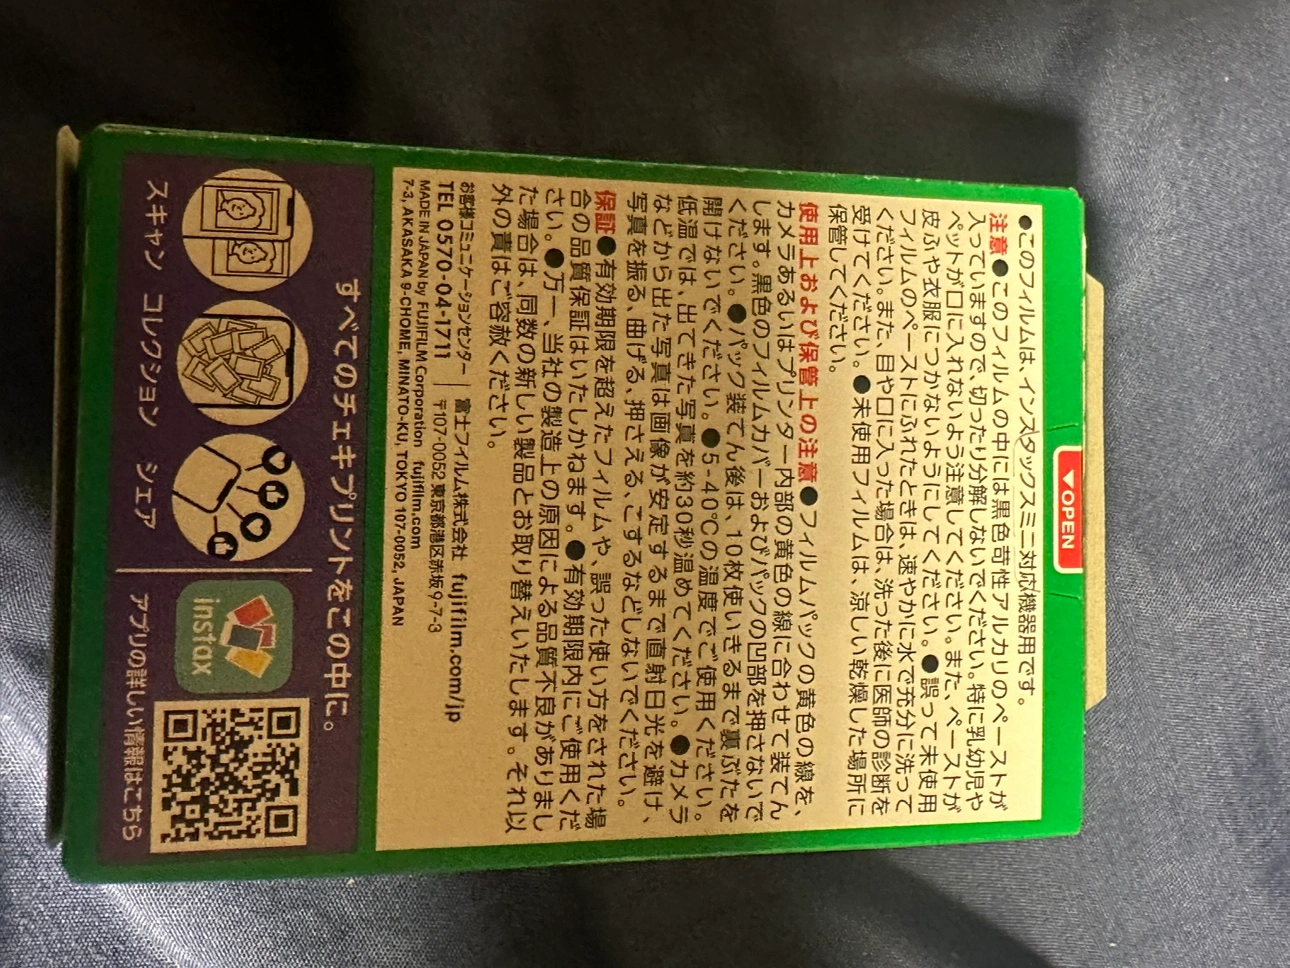 OPEN
●このフィルムは、インスタックスミニ対応機器用です。
注意●このフィルムの中には黒色苛性アルカリのペーストが
入っていますので、切ったり分解しないでください。特に乳幼児や
ペットが口に入れないよう注意してください。また、ペーストが
皮ふや衣服につかないようにしてください。●誤って未使用
フィルムのペーストにふれたときは、速やかに水で充分に洗って
ください。また、目や口に入った場合は、洗った後に医師の診断を
受けてください。●未使用フィルムは、涼しい乾燥した場所に
保管してください。
使用上および保管上の注意●フィルムパックの黄色の線を、
カメラあるいはプリンター内部の黄色の線に合わせて装てん
します。黒色のフィルムカバーおよびパックの凹部を押さないで
ください。●パック装てん後は、10枚使いきるまで裏ぶたを
開けないでください。●5-40℃の温度でご使用ください。
低温では、出てきた写真を約30秒温めてください。●カメラ
などから出た写真は画像が安定するまで直射日光を避け、
写真を振る、曲げる、押さえる、こするなどしないでください。
保証●有効期限を超えたフィルムや、誤った使い方をされた場
合の品質保証はいたしかねます。●有効期限内にご使用くだ
さい。●万一、当社の製造上の原因による品質不良がありまし
た場合は、同数の新しい製品とお取り替えいたします。それ以
外の責はご容赦ください。
お客様コミュニケーションセンター
TEL 0570-04-1711
富士フイルム株式会社 fujifilm.com/jp
〒107-0052 東京都港区赤坂9-7-3
MADE IN JAPAN by FUJIFILM Corporation fujifilm.com
7-3, AKASAKA 9-CHOME, MINATO-KU, TOKYO 107-0052, JAPAN
すべてのチェキプリントをこの中に。
スキャン コレクション シェア
instax
アプリの詳しい情報はこちら